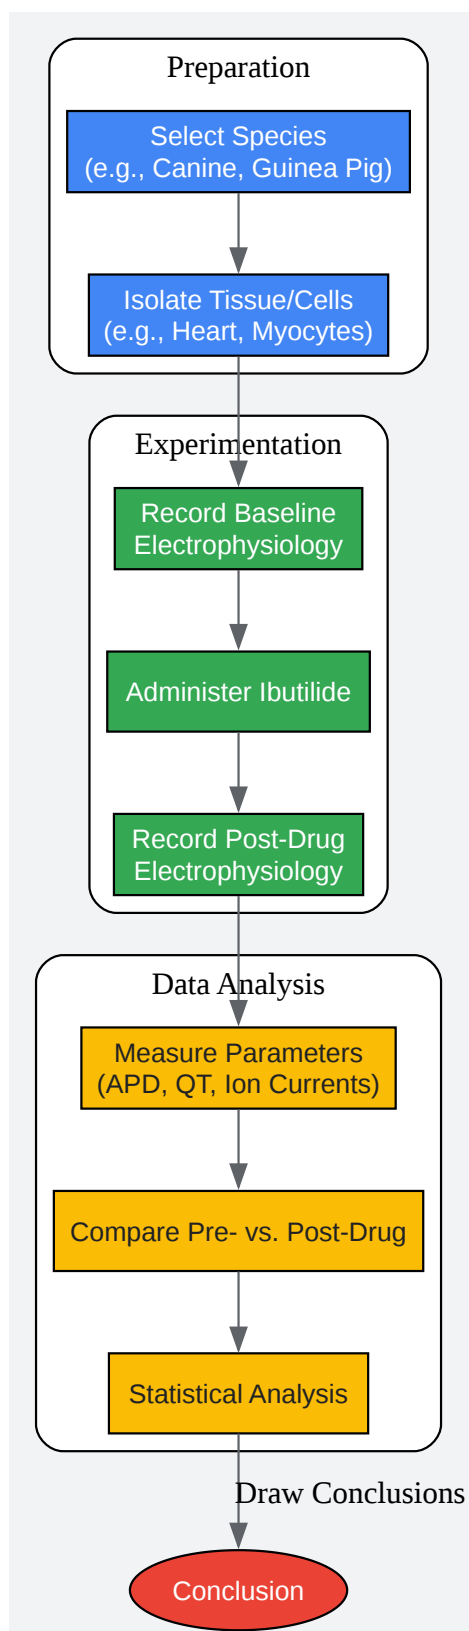 Preparation
Select Species
(e.g., Canine, Guinea Pig)
Isolate Tissue/Cells
(e.g., Heart, Myocytes)
Experimentation
Record Baseline
Electrophysiology
Administer Ibutilide
Record Post-Drug
Electrophysiology
Data Analysis
Measure Parameters
(APD, QT, Ion Currents)
Compare Pre- vs. Post-Drug
Statistical Analysis
Draw Conclusions
Conclusion